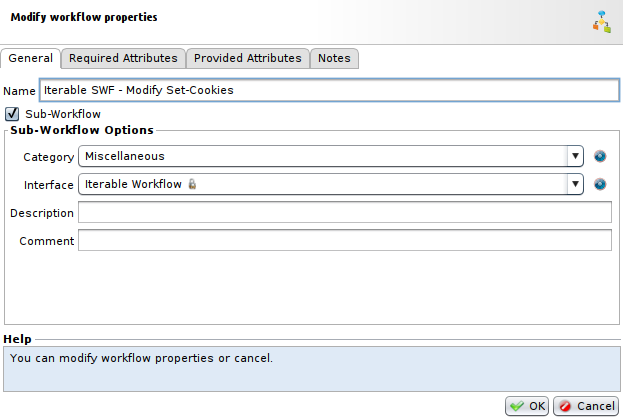 Modify workflow properties
General Required Attributes Provided Attributes Notes
Name Iterable SWF - Modify Set-Cookies
Sub-Workflow
Sub-Workflow Options
Category Miscellaneous
Interface Iterable Workflow
Description
Comment
Help
You can modify workflow properties or cancel.
OK Cancel